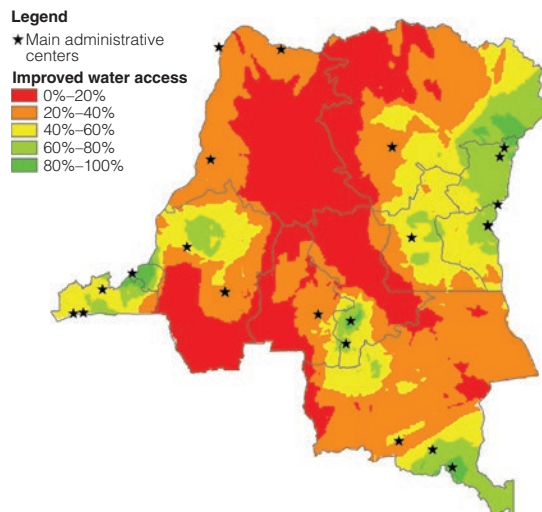 Legend
★Main administrative
centers
Improved water access
0%–20%
20%–40%
40%–60%
60%–80%
80%–100%